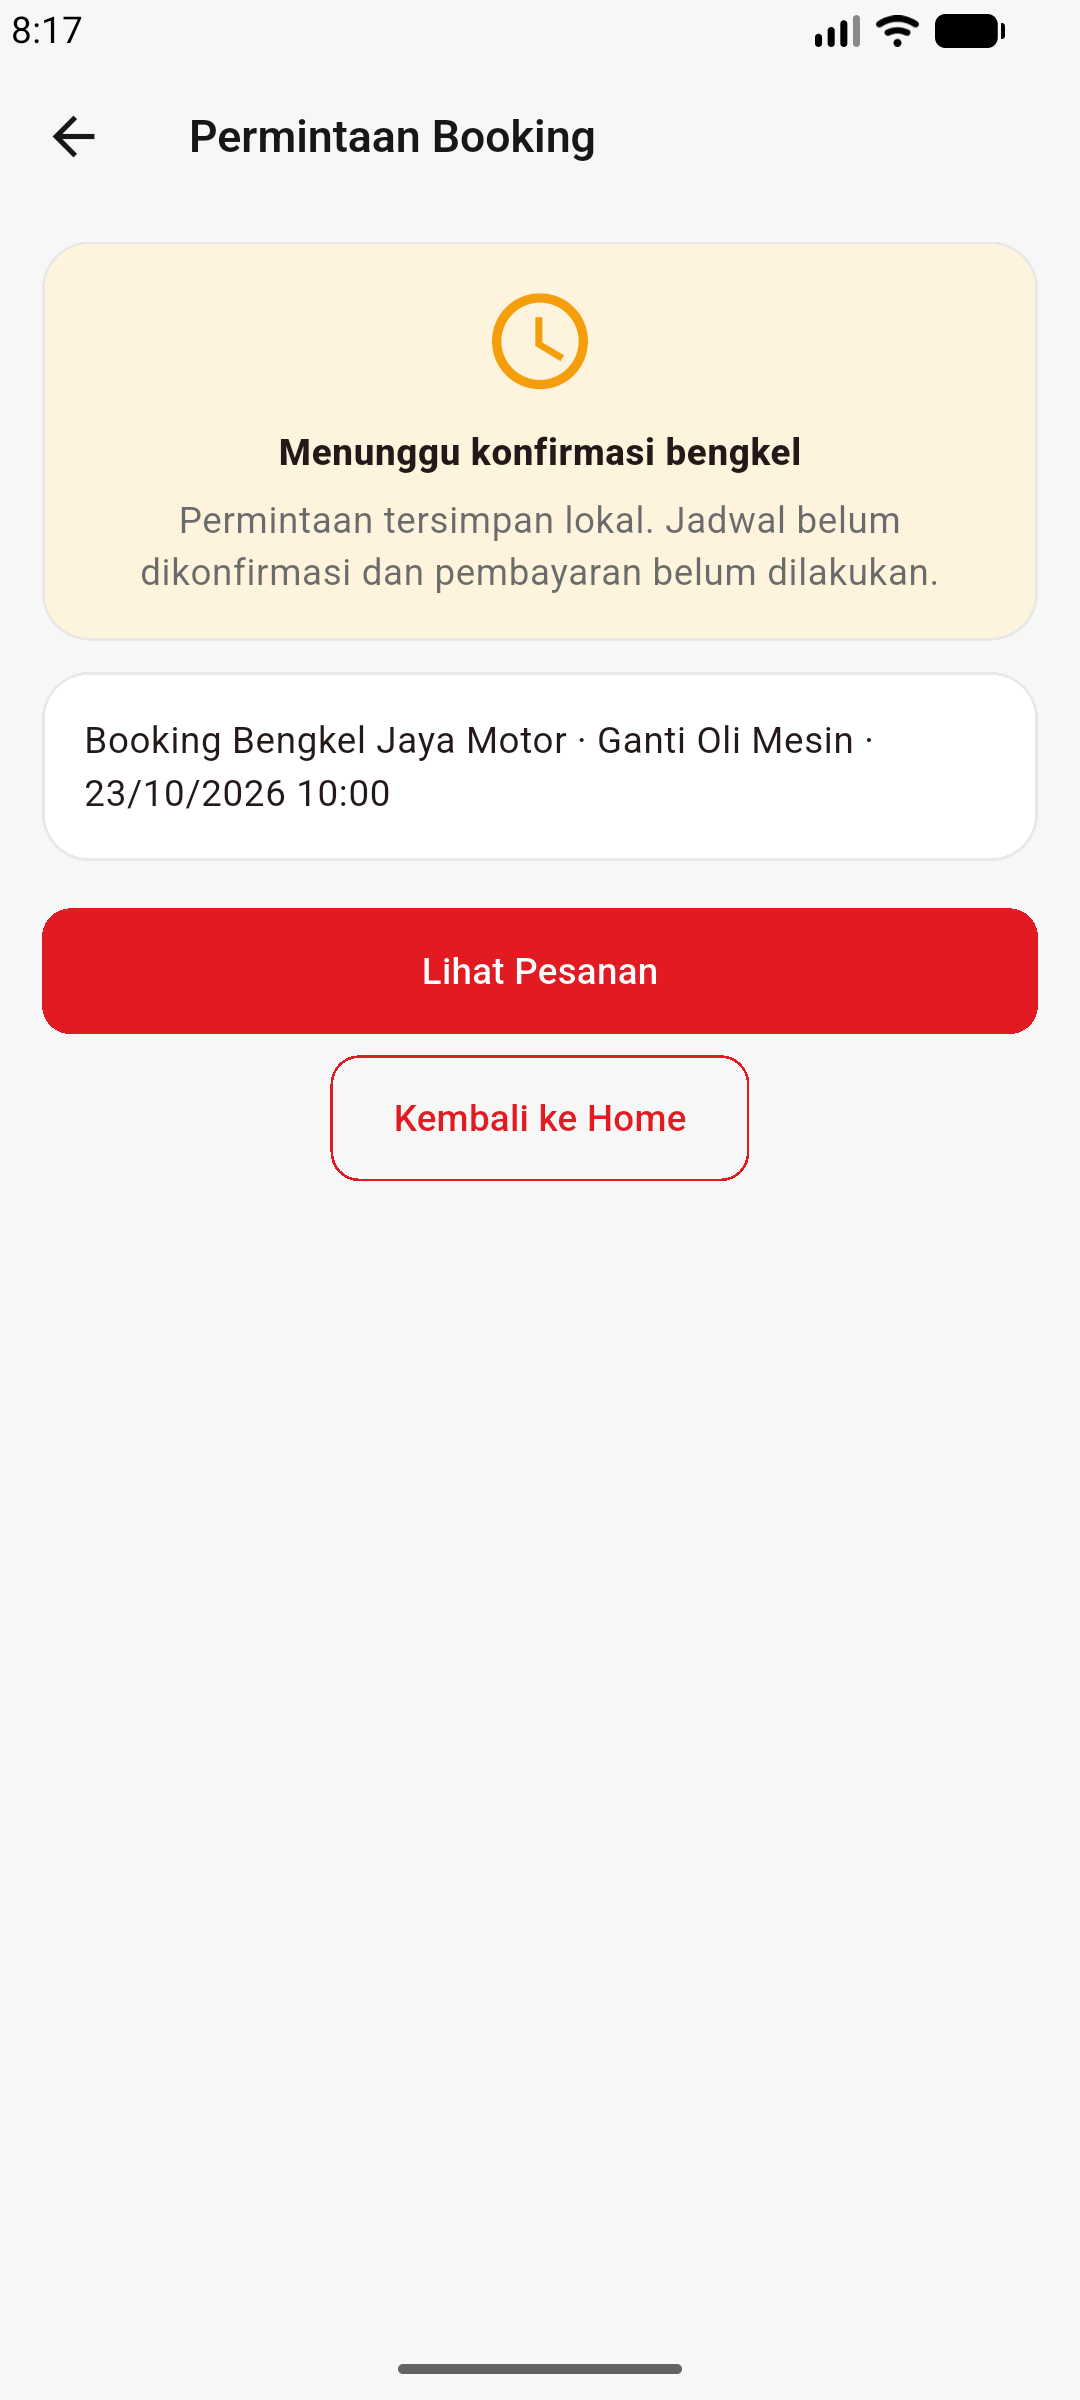 8:17
Permintaan Booking
Menunggu konfirmasi bengkel
Permintaan tersimpan lokal. Jadwal belum
dikonfirmasi dan pembayaran belum dilakukan.
Booking Bengkel Jaya Motor · Ganti Oli Mesin ·
23/10/2026 10:00
Lihat Pesanan
Kembali ke Home